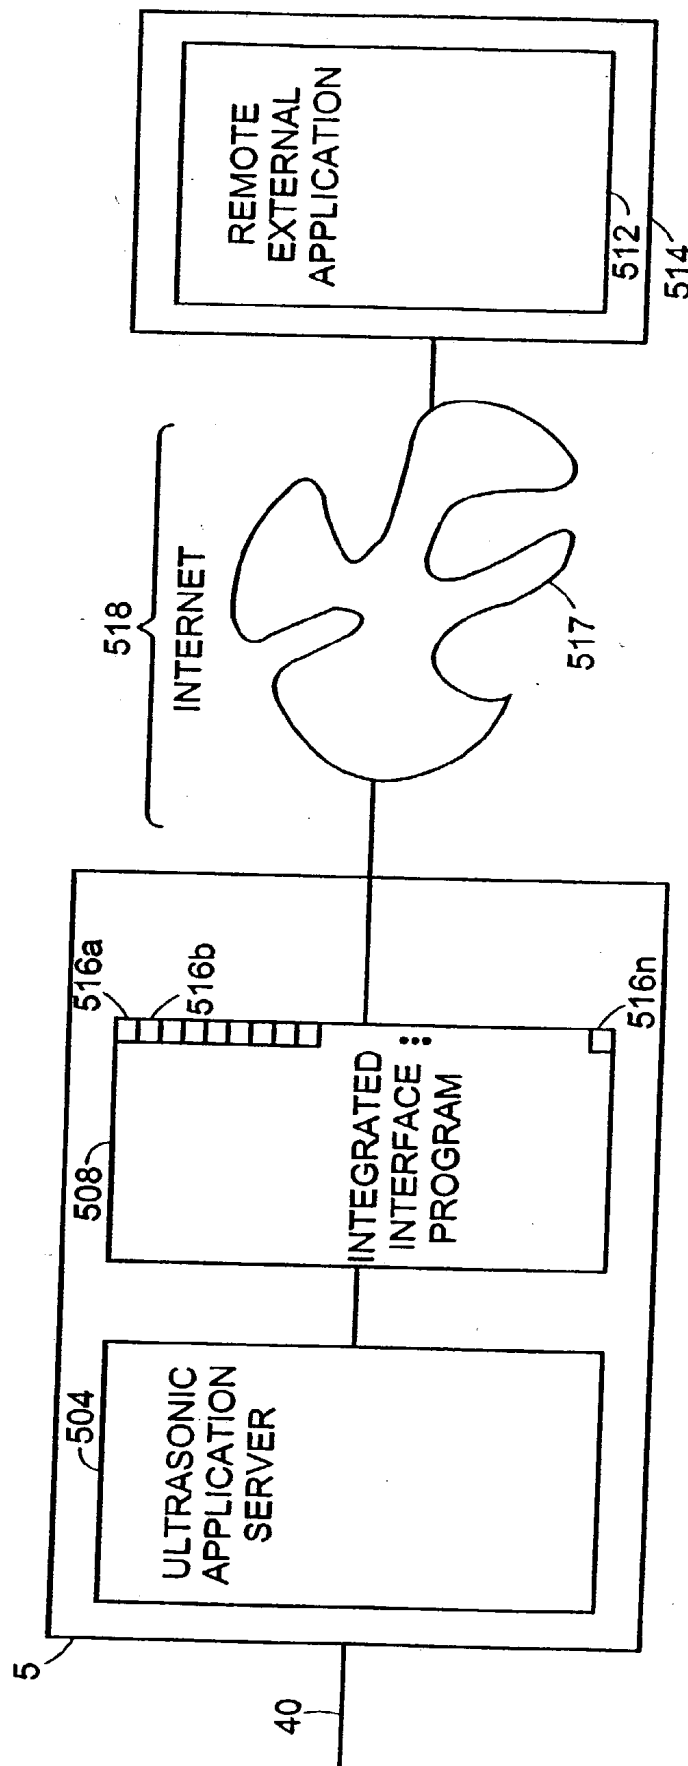 5
40
504
ULTRASONIC
APPLICATION
SERVER
508
INTEGRATED
INTERFACE
PROGRAM
516a
516b
516n
518
INTERNET
517
REMOTE
EXTERNAL
APPLICATION
512
514